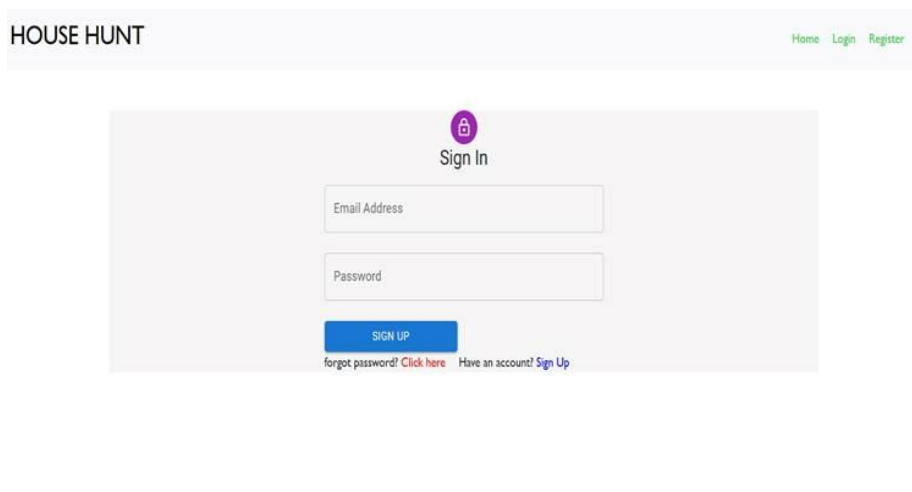 HOUSE HUNT
Home Login Register
Sign In
Email Address
Password
SIGN UP
forgot password? Click here Have an account? Sign Up